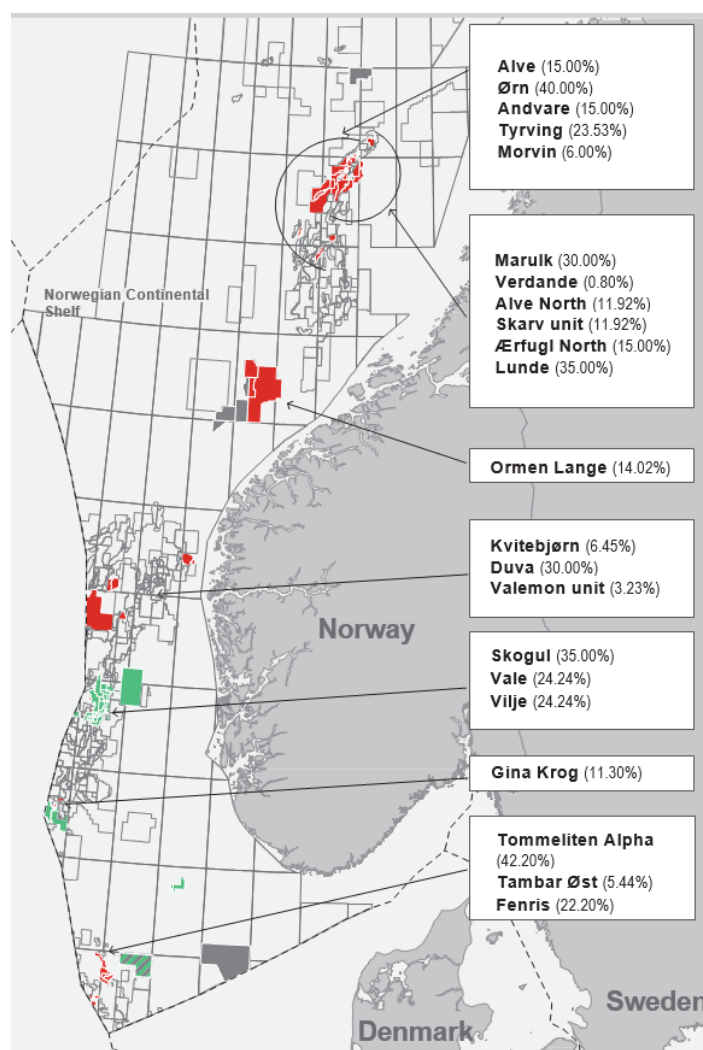 Alve (15.00%)
Ørn (40.00%)
Andvare (15.00%)
Tyrving (23.53%)
Morvin (6.00%)
Marulk (30.00%)
Verdande (0.80%)
Alve North (11.92%)
Skarv unit (11.92%)
Ærfugl North (15.00%)
Lunde (35.00%)
Norwegian Continental
Shelf
Ormen Lange (14.02%)
Kvitebjørn (6.45%)
Duva (30.00%)
Valemon unit (3.23%)
Norway
Skogul (35.00%)
Vale (24.24%)
Vilje (24.24%)
Gina Krog (11.30%)
Tommeliten Alpha
(42.20%)
Tambar Øst (5.44%)
Fenris (22.20%)
Sweden
Denmark